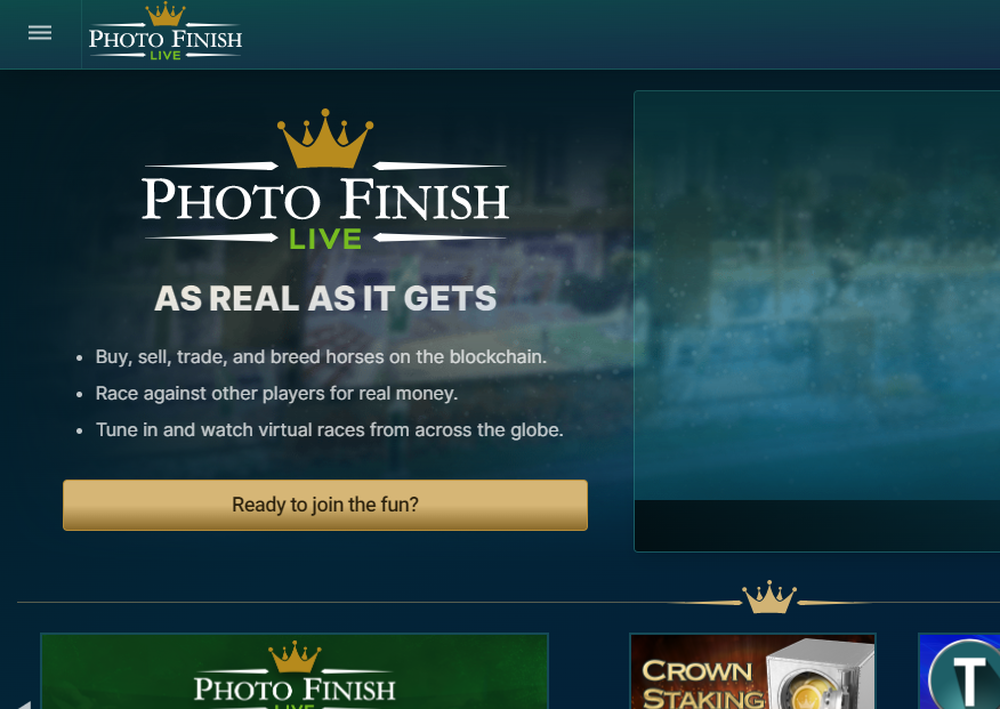 PHOTO FINISH
LIVE
PHOTO FINISH
LIVE
AS REAL AS IT GETS
• Buy, sell, trade, and breed horses on the blockchain.
• Race against other players for real money.
• Tune in and watch virtual races from across the globe.
Ready to join the fun?
PHOTO FINISH
LIVE
CROWN
STAKING
T